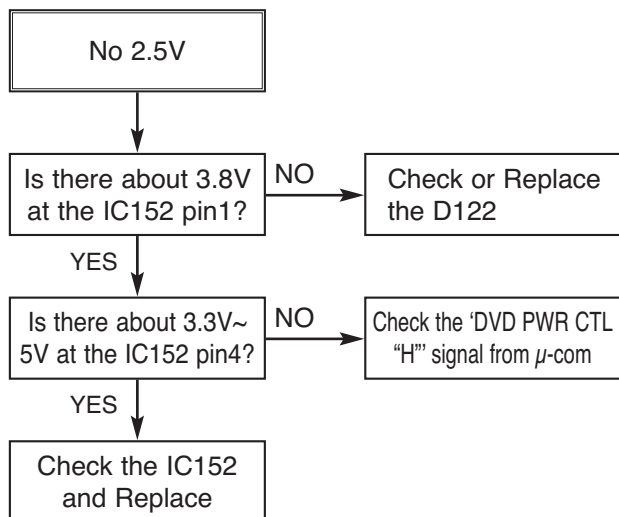 No 2.5V
Is there about 3.8V
at the IC152 pin1?
NO
Check or Replace
the D122
YES
Is there about 3.3V~
5V at the IC152 pin4?
NO
Check the ‘DVD PWR CTL
“H”’ signal from µ-com
YES
Check the IC152
and Replace